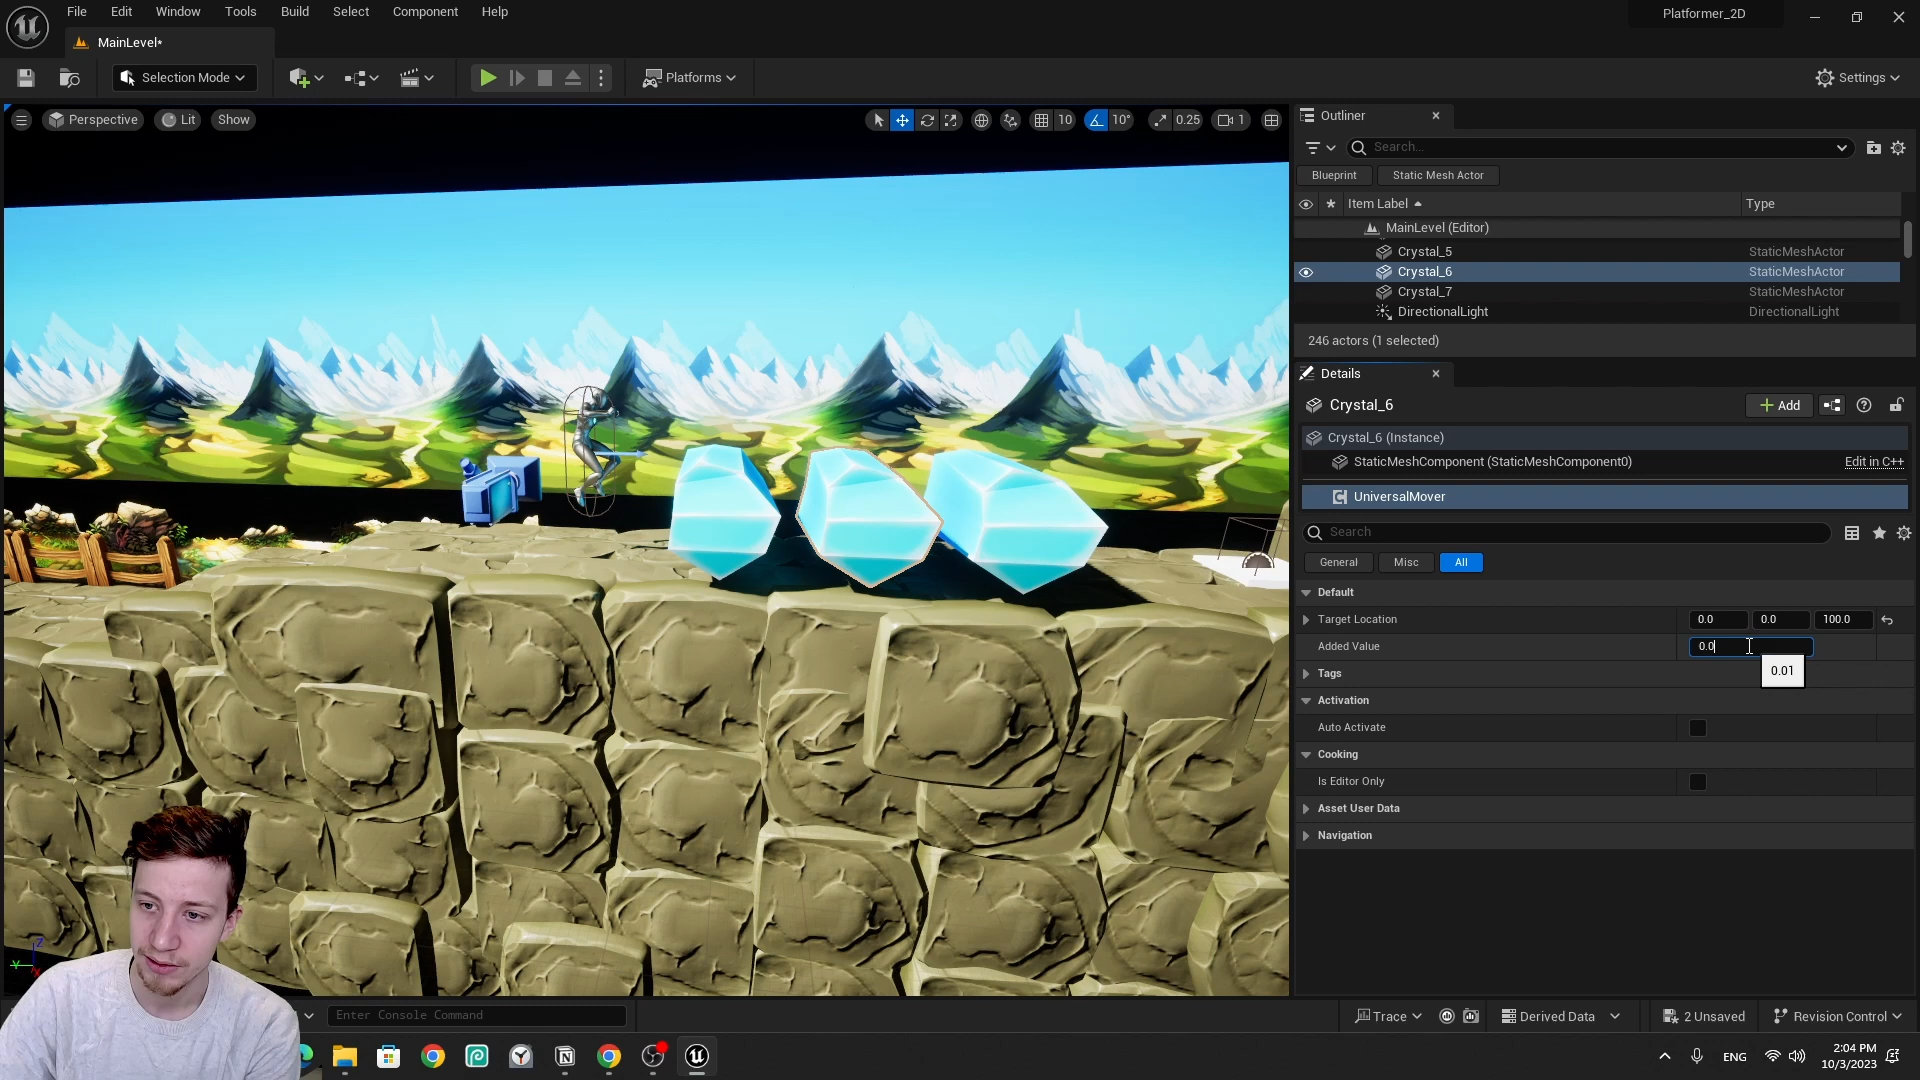 File Edit Window Tools Build Select Component Help
Platformer_2D
MainLevel*
Selection Mode
Platforms
Settings
Perspective Lit Show
10 10° 0.25 1
Outliner
Search...
Blueprint Static Mesh Actor
Item Label Type
MainLevel (Editor)
Crystal_5 StaticMeshActor
Crystal_6 StaticMeshActor
Crystal_7 StaticMeshActor
DirectionalLight DirectionalLight
246 actors (1 selected)
Details
Crystal_6
Add
Crystal_6 (Instance)
StaticMeshComponent (StaticMeshComponent0) Edit in C++
UniversalMover
Search
General Misc All
Default
Target Location 0.0 0.0 100.0
Added Value 0.0
0.01
Tags
Activation
Auto Activate
Cooking
Is Editor Only
Asset User Data
Navigation
Z
Y
X
Enter Console Command
Trace
Derived Data
2 Unsaved
Revision Control
ENG
2:04 PM
10/3/2023